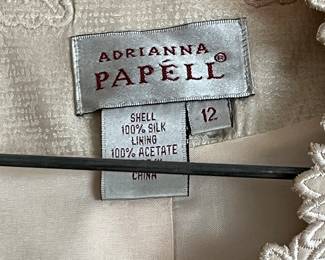 ADRIANNA
PAPELL®
12
SHELL
100% SILK
LINING
100% ACETATE
CHINA